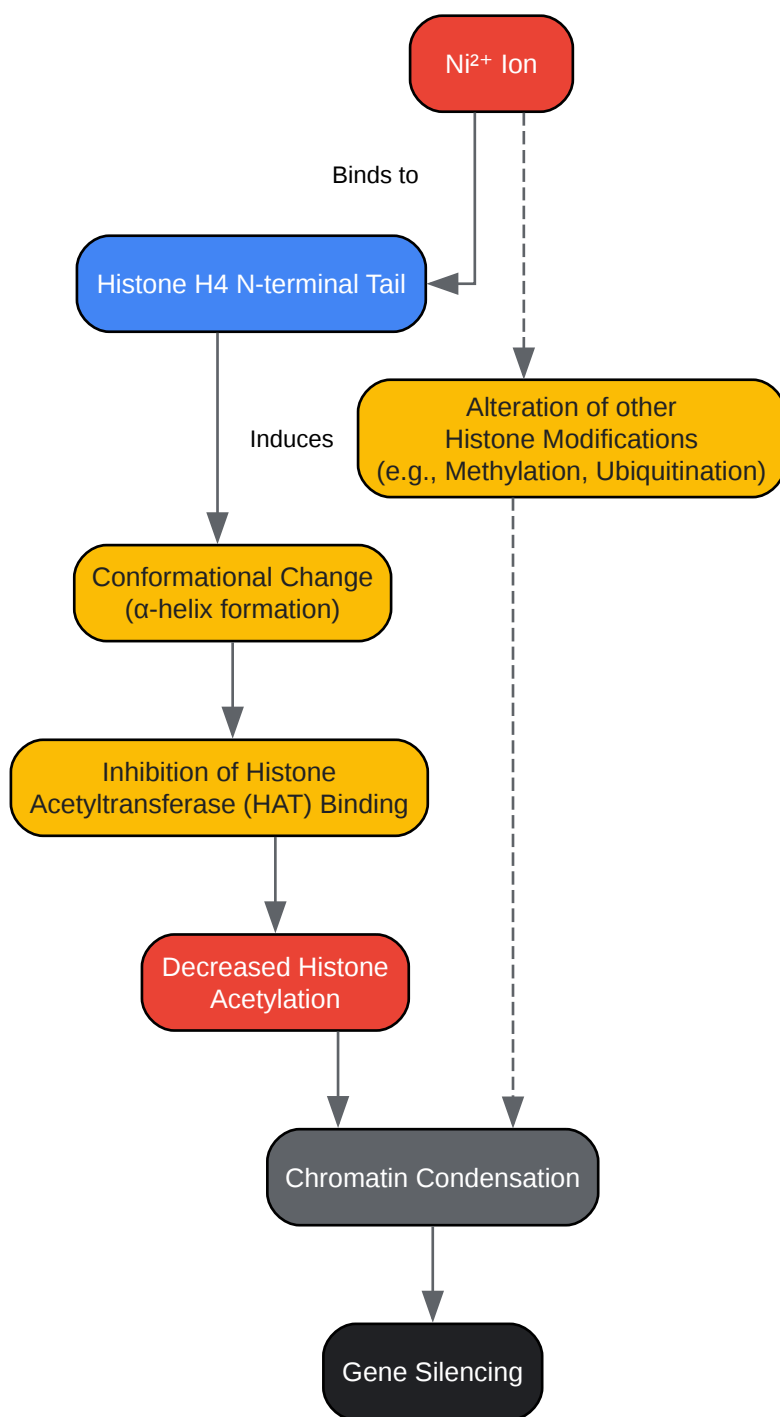 Ni²⁺ Ion
Binds to
Histone H4 N-terminal Tail
Alteration of other
Histone Modifications
(e.g., Methylation, Ubiquitination)
Induces
Conformational Change
(α-helix formation)
Inhibition of Histone
Acetyltransferase (HAT) Binding
Decreased Histone
Acetylation
Chromatin Condensation
Gene Silencing